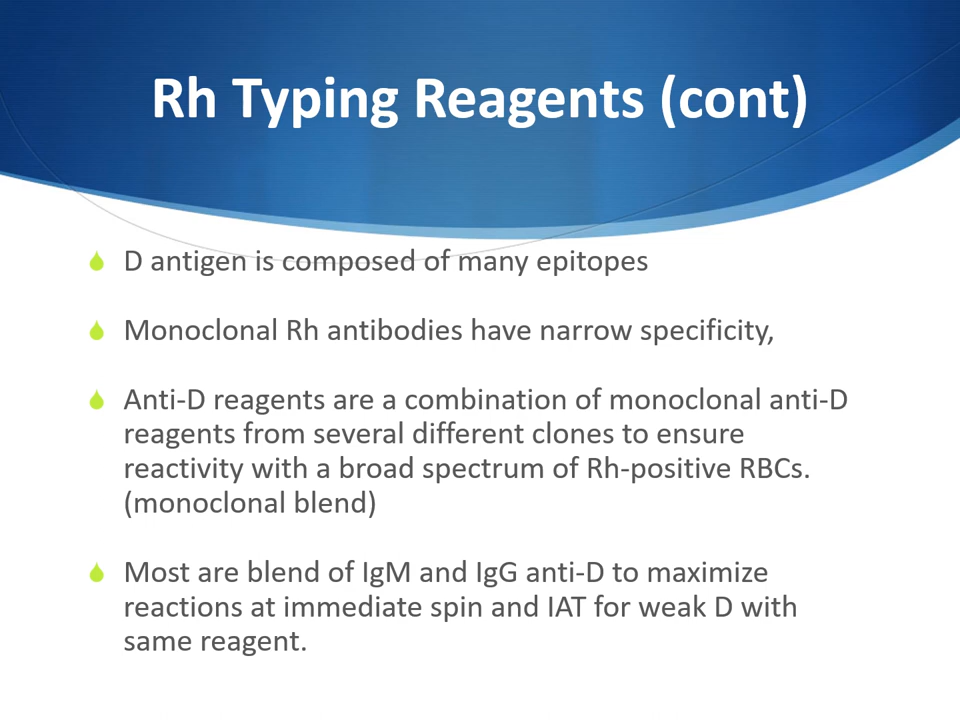 Rh Typing Reagents (cont)
D antigen is composed of many epitopes
Monoclonal Rh antibodies have narrow specificity,
Anti-D reagents are a combination of monoclonal anti-D
reagents from several different clones to ensure
reactivity with a broad spectrum of Rh-positive RBCs.
(monoclonal blend)
Most are blend of IgM and IgG anti-D to maximize
reactions at immediate spin and IAT for weak D with
same reagent.